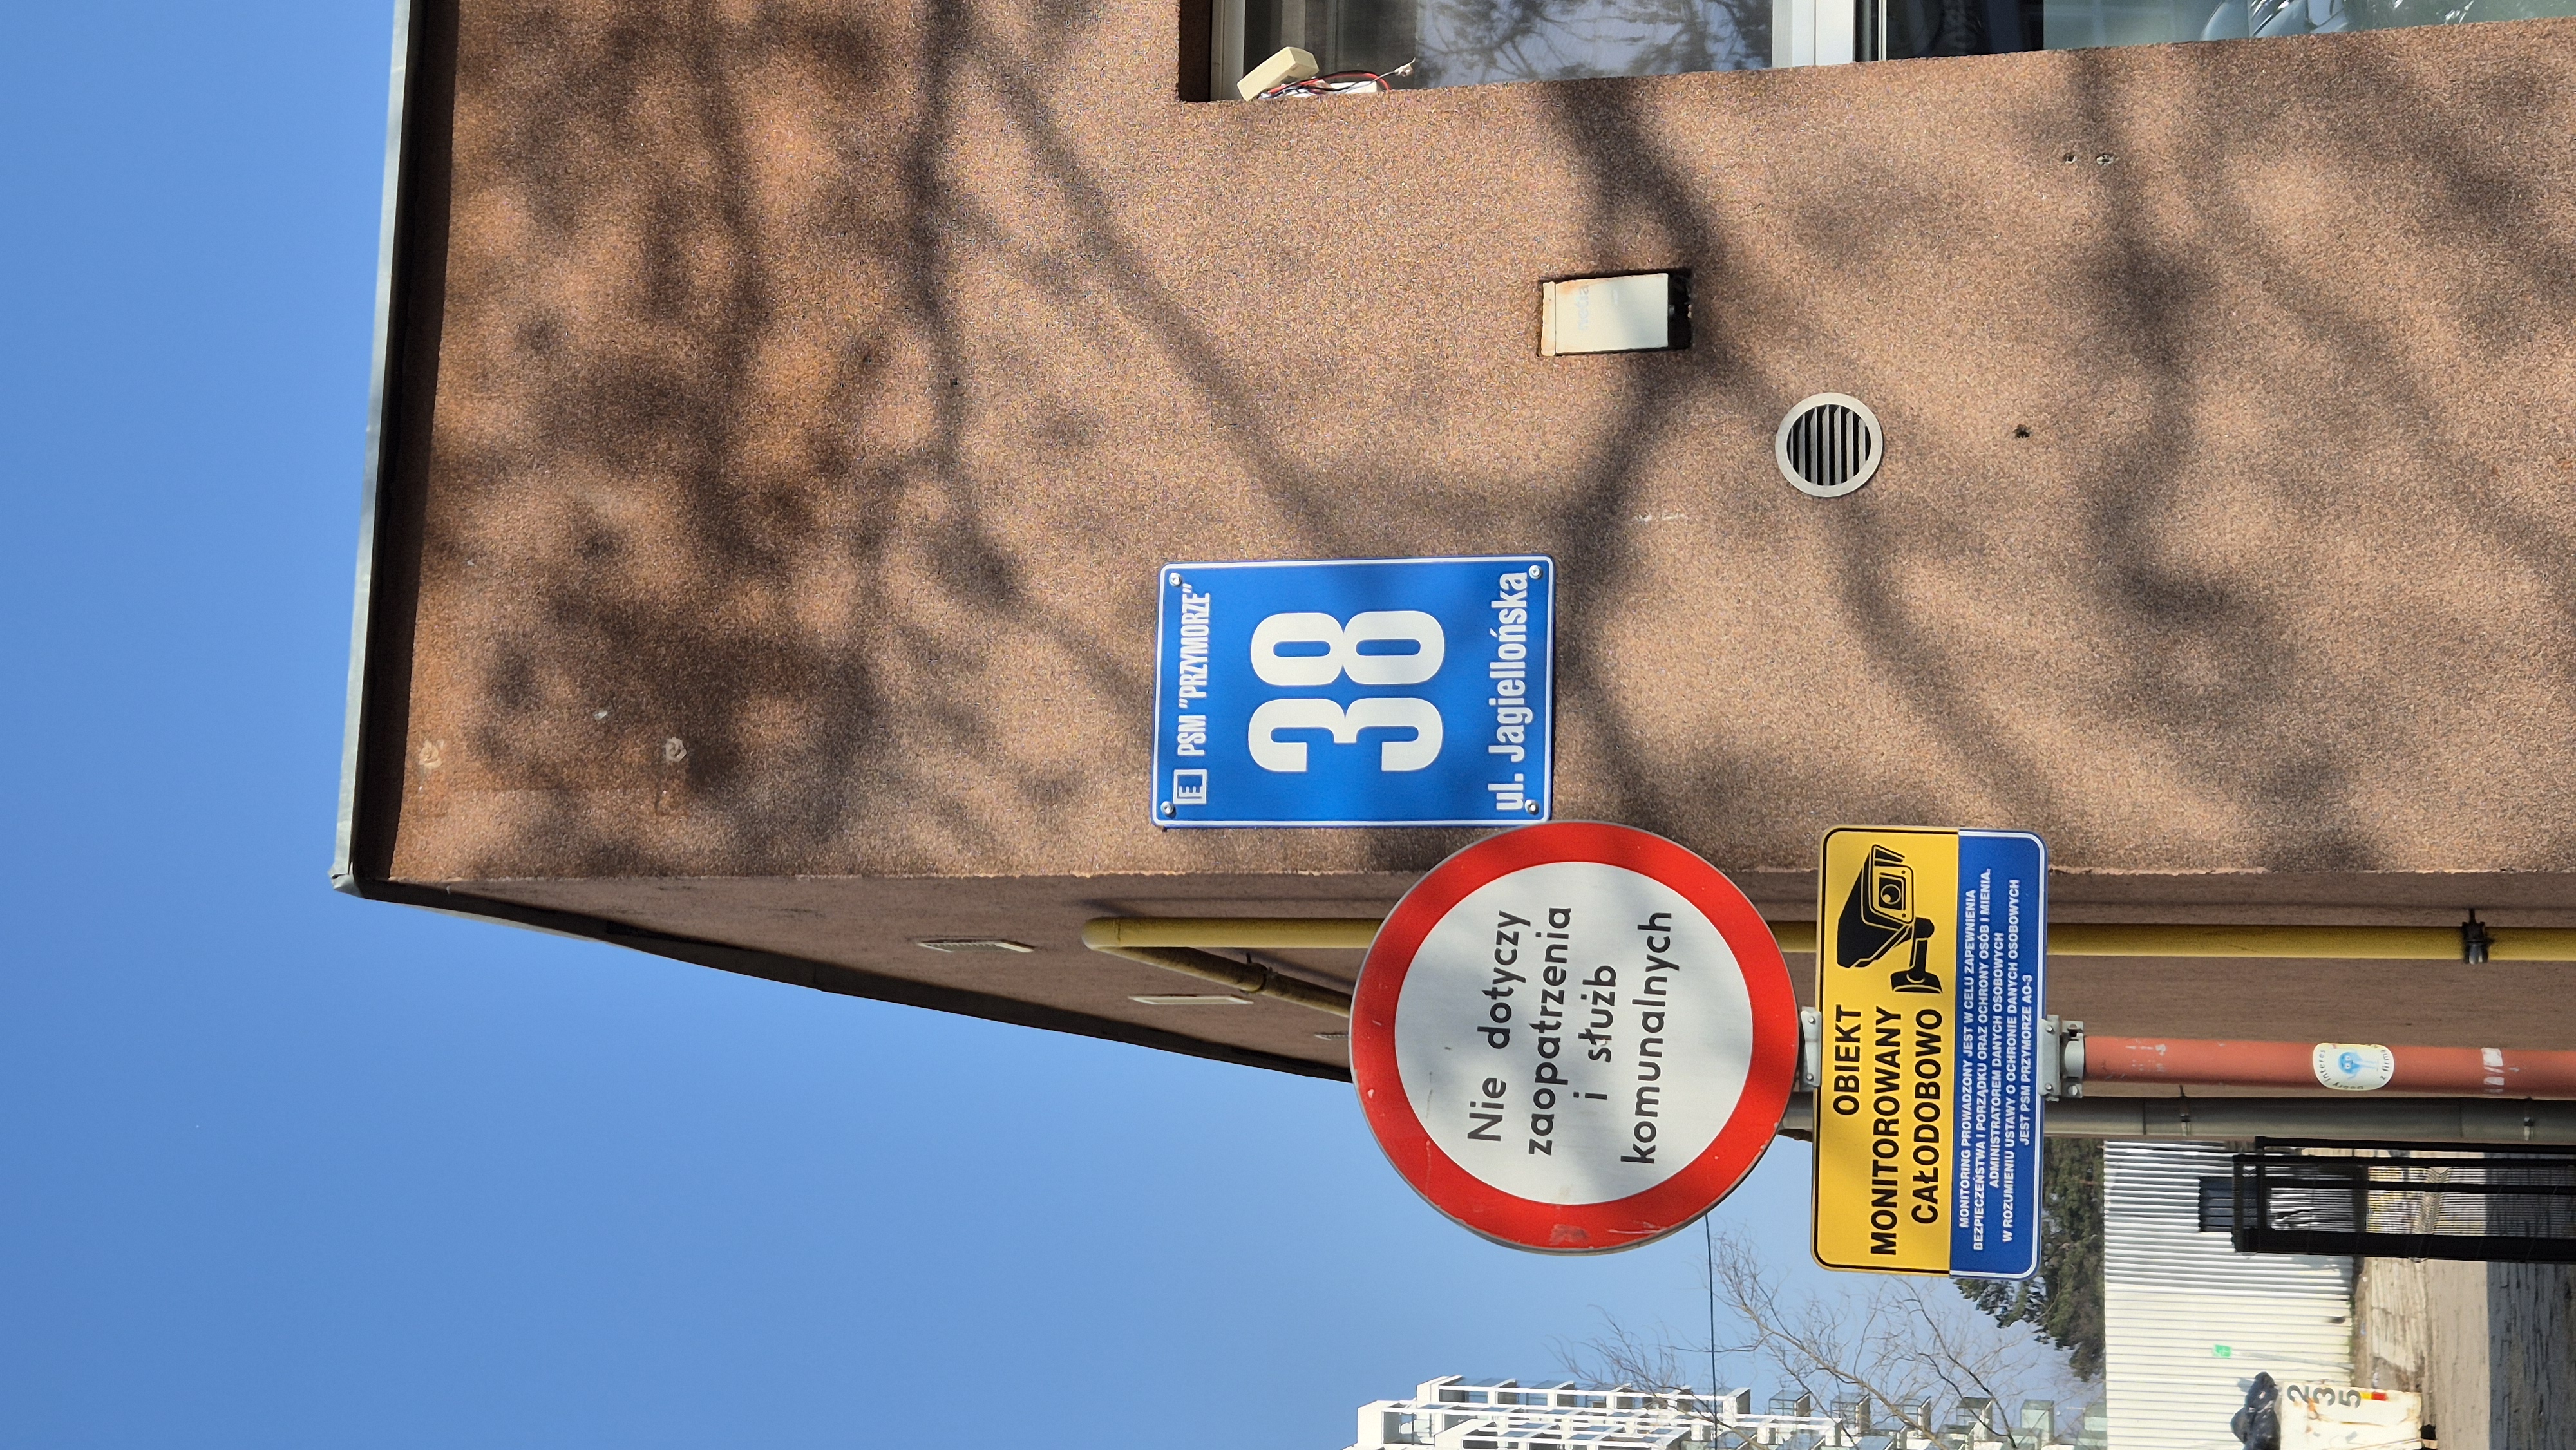 E PSM "PRZYMORZE"
38
ul. Jagiellońska
Nie dotyczy
zaopatrzenia
i służb
komunalnych
OBIEKT
MONITOROWANY
CAŁODOBOWO
MONITORING PROWADZONY JEST W CELU ZAPEWNIENIA
BEZPIECZEŃSTWA I PORZĄDKU ORAZ OCHRONY OSÓB I MIENIA.
ADMINISTRATOREM DANYCH OSOBOWYCH
W ROZUMIENIU USTAWY O OCHRONIE DANYCH OSOBOWYCH
JEST PSM PRZYMORZE AO-3
235